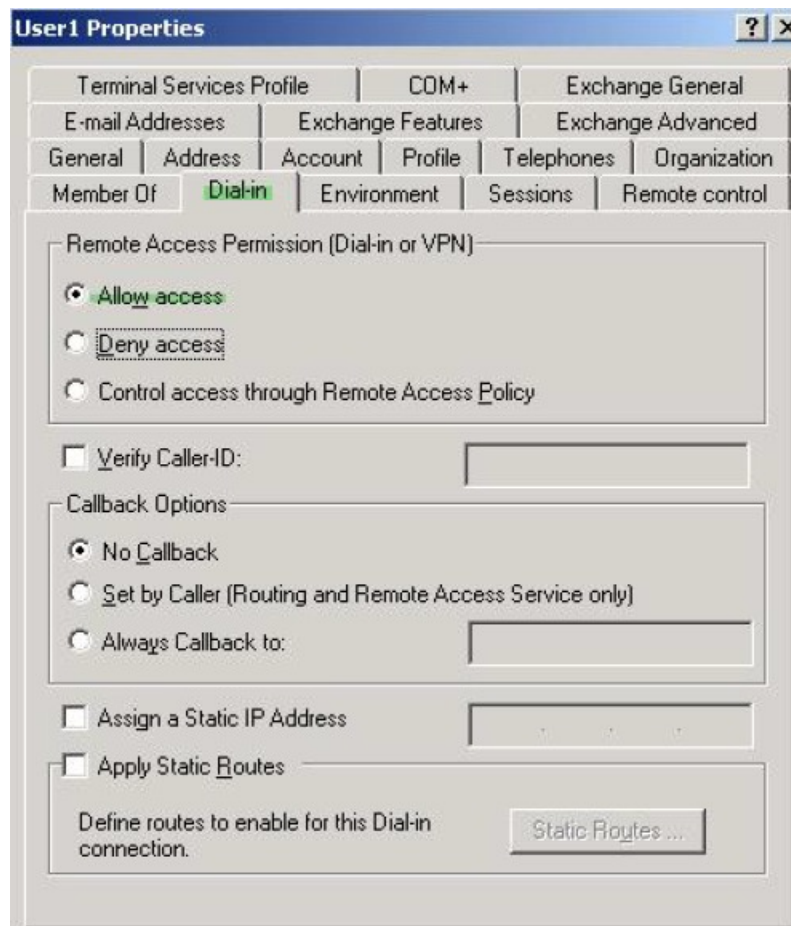 User1 Properties
Terminal Services Profile COM+ Exchange General
E-mail Addresses Exchange Features Exchange Advanced
General Address Account Profile Telephones Organization
Member Of Dial-in Environment Sessions Remote control
Remote Access Permission (Dial-in or VPN)
Allow access
Deny access
Control access through Remote Access Policy
Verify Caller-ID:
Callback Options
No Callback
Set by Caller (Routing and Remote Access Service only)
Always Callback to:
Assign a Static IP Address
Apply Static Routes
Define routes to enable for this Dial-in
connection.
Static Routes ...